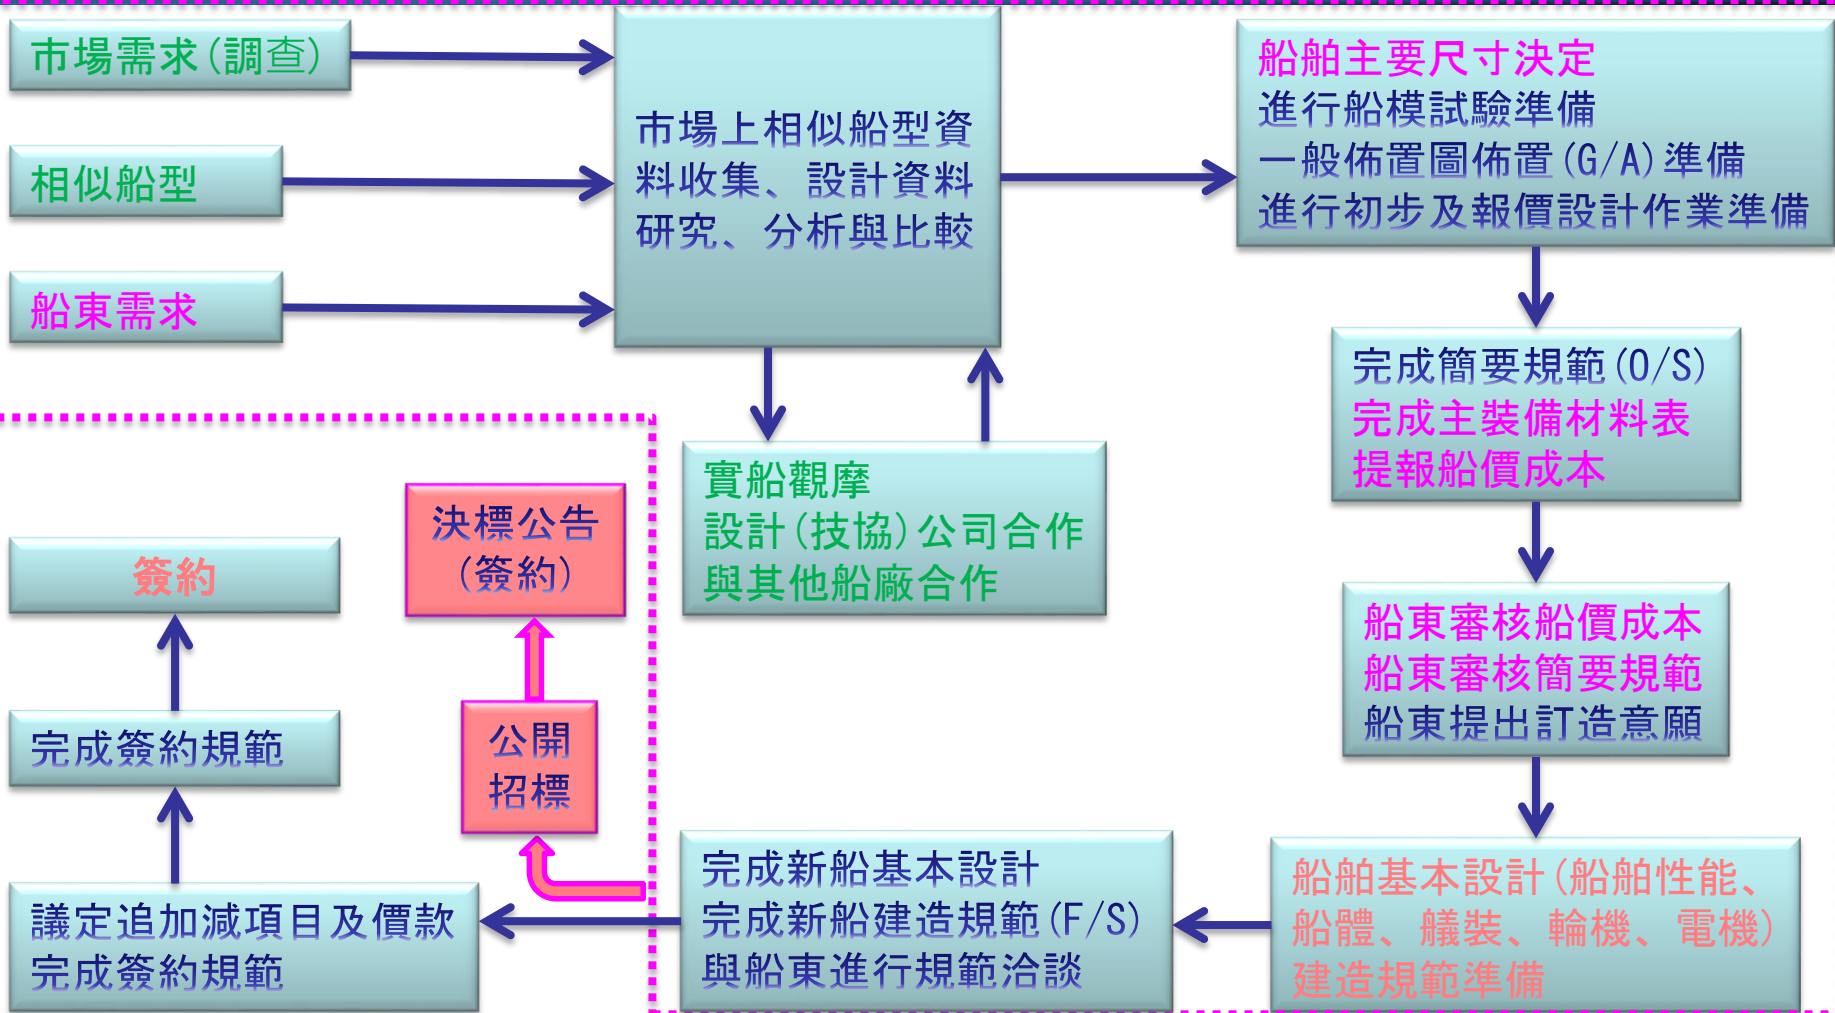 市場需求(調查)
相似船型
船東需求
市場上相似船型資
料收集、設計資料
研究、分析與比較
船舶主要尺寸決定
進行船模試驗準備
一般佈置圖佈置(G/A)準備
進行初步及報價設計作業準備
實船觀摩
設計(技協)公司合作
與其他船廠合作
完成簡要規範(O/S)
完成主裝備材料表
提報船價成本
船東審核船價成本
船東審核簡要規範
船東提出訂造意願
船舶基本設計(船舶性能、
船體、艤裝、輪機、電機)
建造規範準備
完成新船基本設計
完成新船建造規範(F/S)
與船東進行規範洽談
公開
招標
決標公告
(簽約)
議定追加減項目及價款
完成簽約規範
完成簽約規範
簽約